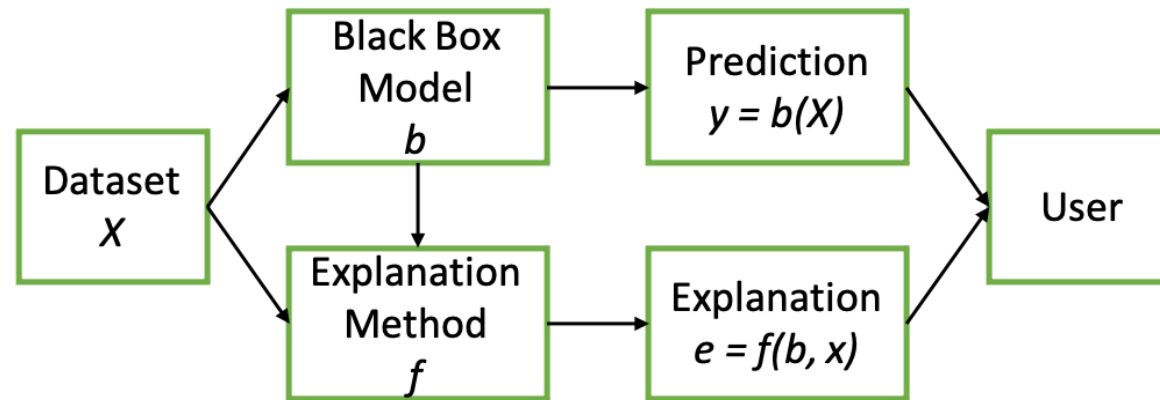 Dataset
X
Black Box
Model
b
Prediction
y = b(X)
Explanation
Method
f
Explanation
e = f(b, x)
User